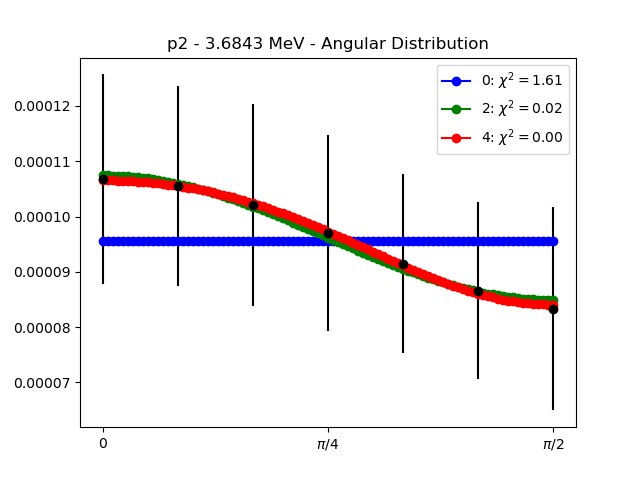 p2 - 3.6843 MeV - Angular Distribution
0: χ² = 1.61
2: χ² = 0.02
4: χ² = 0.00
0.00012
0.00011
0.00010
0.00009
0.00008
0.00007
0 π/4 π/2